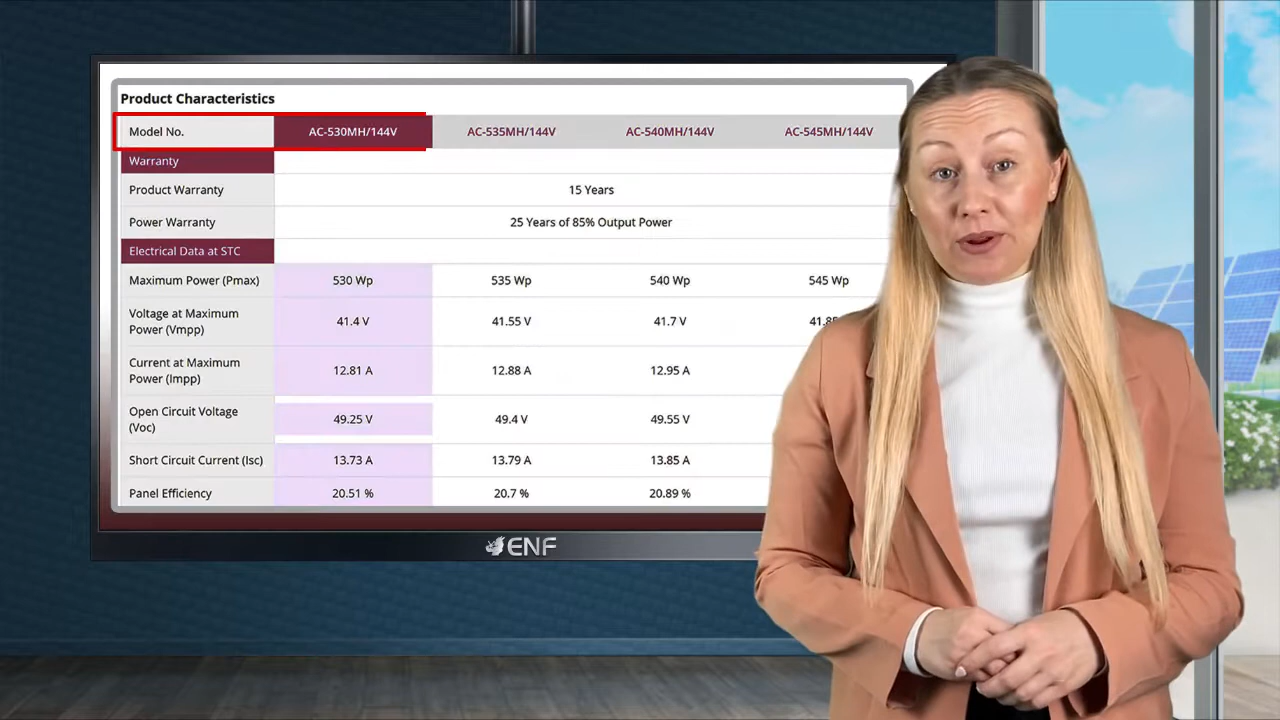 Product Characteristics
Model No. AC-530MH/144V AC-535MH/144V AC-540MH/144V AC-545MH/144V
Warranty
Product Warranty 15 Years
Power Warranty 25 Years of 85% Output Power
Electrical Data at STC
Maximum Power (Pmax) 530 Wp 535 Wp 540 Wp 545 Wp
Voltage at Maximum
Power (Vmpp) 41.4 V 41.55 V 41.7 V
Current at Maximum
Power (Impp) 12.81 A 12.88 A 12.95 A
Open Circuit Voltage
(Voc) 49.25 V 49.4 V 49.55 V
Short Circuit Current (Isc) 13.73 A 13.79 A 13.85 A
Panel Efficiency 20.51 % 20.7 % 20.89 %
ENF